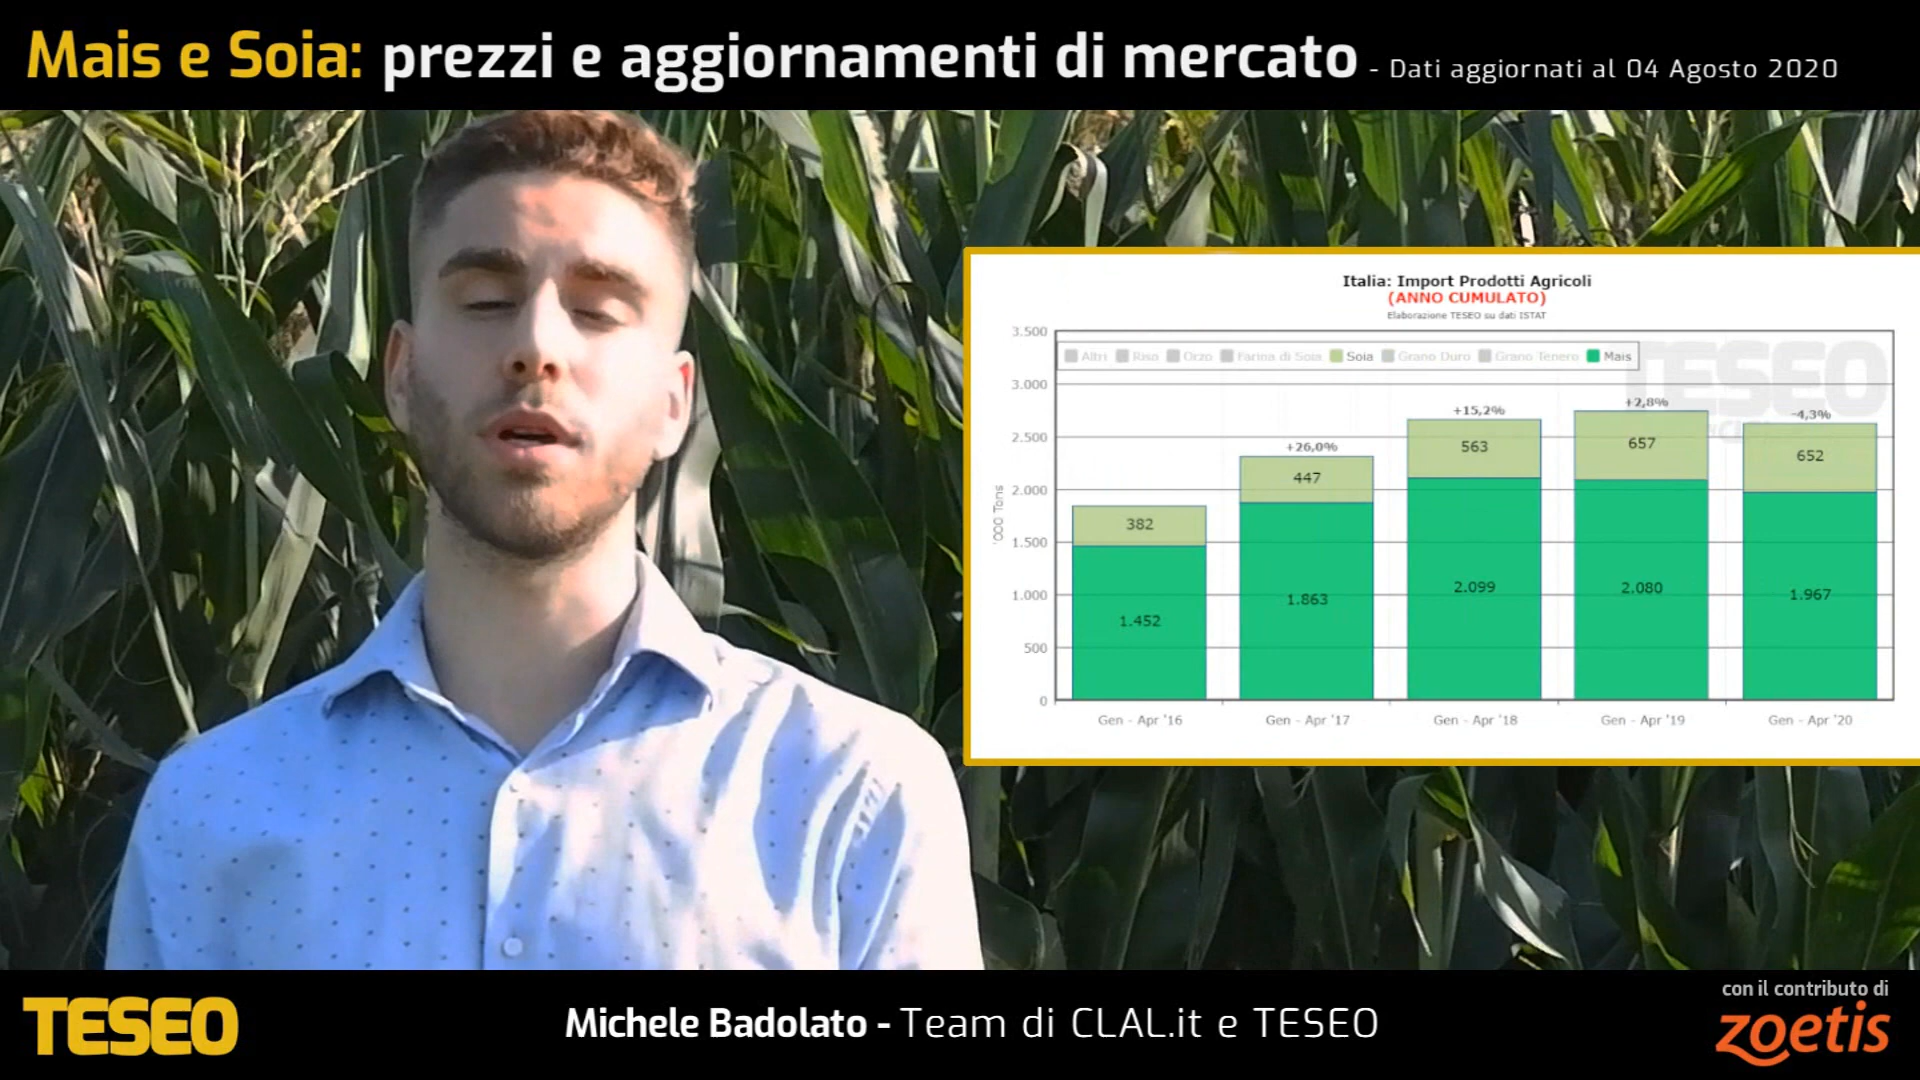 Mais e Soia: prezzi e aggiornamenti di mercato - Dati aggiornati al 04 Agosto 2020
Italia: Import Prodotti Agricoli
(ANNO CUMULATO)
Elaborazione TESEO su dati ISTAT
Altri Riso Orzo Farina di Soia Soia Grano Duro Grano Tenero Mais
TESEO
'000 Tons
3.500
3.000
2.500
2.000
1.500
1.000
500
0
+26,0%
+15,2%
+2,8%
-4,3%
382
447
563
657
652
1.452
1.863
2.099
2.080
1.967
Gen - Apr '16
Gen - Apr '17
Gen - Apr '18
Gen - Apr '19
Gen - Apr '20
TESEO
Michele Badolato - Team di CLAL.it e TESEO
con il contributo di
zoetis